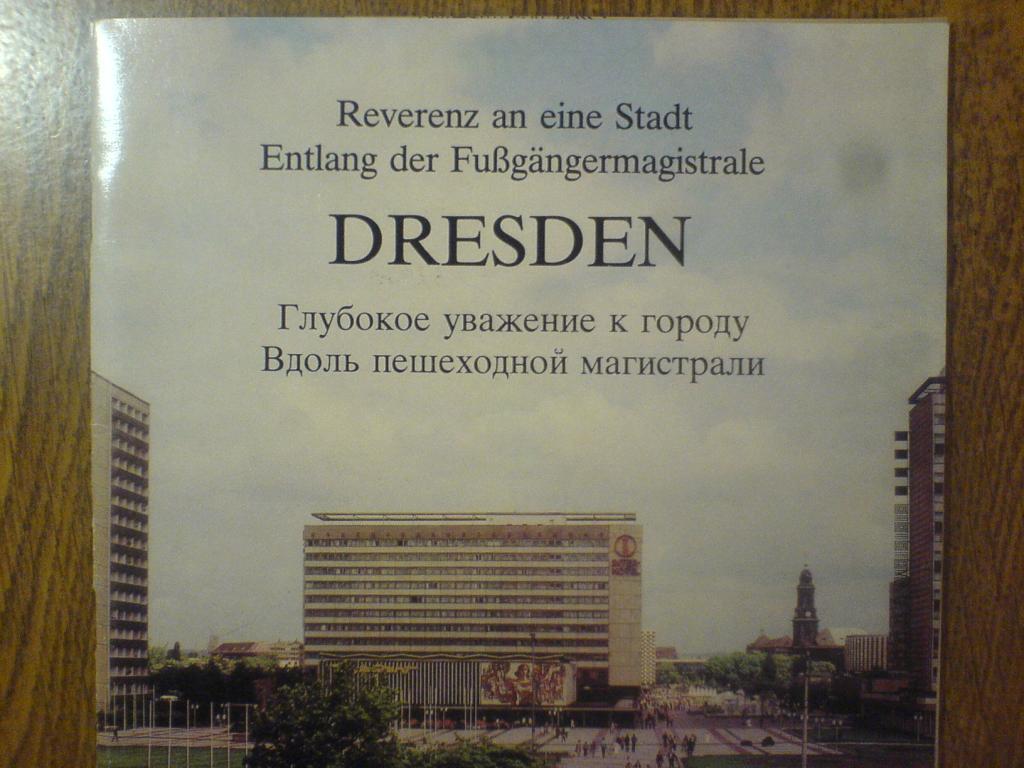 Reverenz an eine Stadt
Entlang der Fußgängermagistrale
DRESDEN
Глубокое уважение к городу
Вдоль пешеходной магистрали